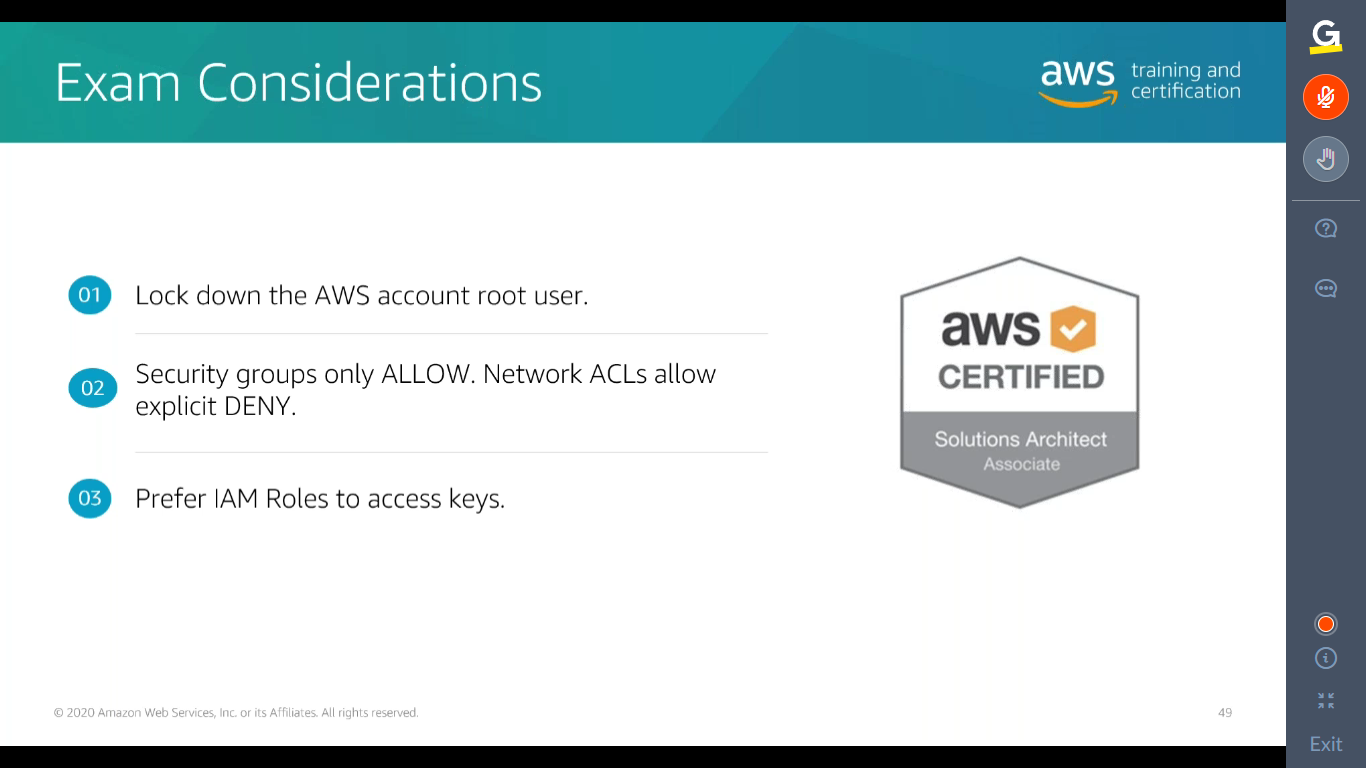 Exam Considerations
aws training and
certification
01 Lock down the AWS account root user.
02 Security groups only ALLOW. Network ACLs allow
explicit DENY.
03 Prefer IAM Roles to access keys.
aws
CERTIFIED
Solutions Architect
Associate
© 2020 Amazon Web Services, Inc. or its Affiliates. All rights reserved.
49
G
Exit